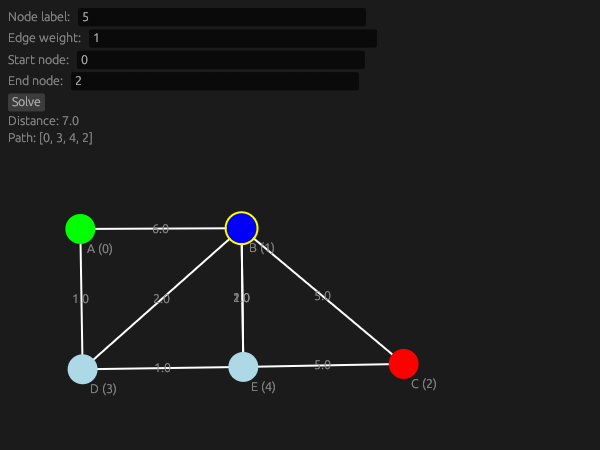 Node label: 5
Edge weight: 1
Start node: 0
End node: 2
Solve
Distance: 7.0
Path: [0, 3, 4, 2]
6.0
A (0)
B (1)
1.0
2.0
5.0
1.0
5.0
D (3)
E (4)
C (2)